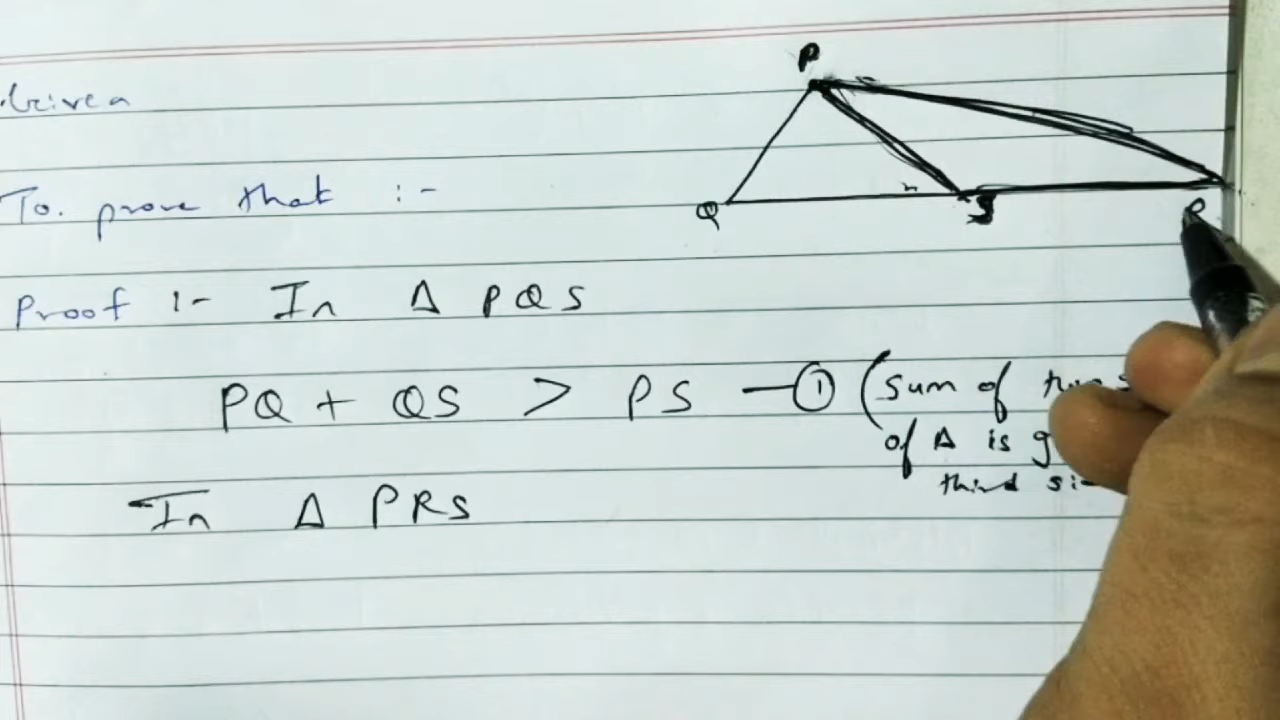 Given
P
To prove that :-
Q S
Proof :- In Δ PQS
PQ + QS > PS —① (Sum of
of Δ is
third
In Δ PRS